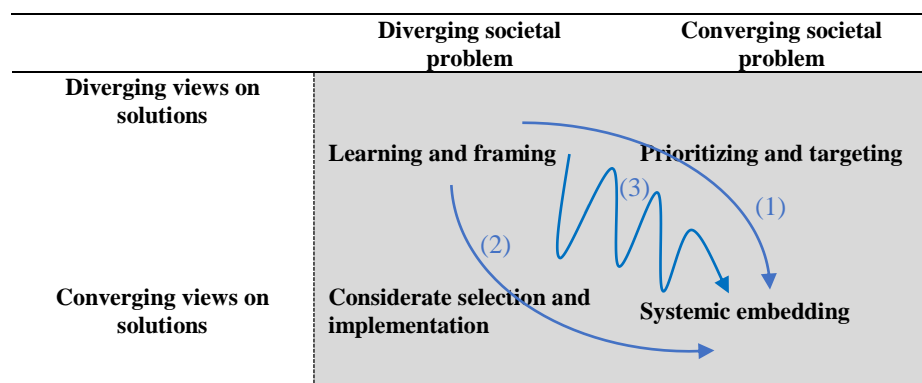 Diverging societal
problem
Converging societal
problem
Diverging views on
solutions
Learning and framing
Prioritizing and targeting
(3)
(1)
(2)
Converging views on
solutions
Considerate selection and
implementation
Systemic embedding